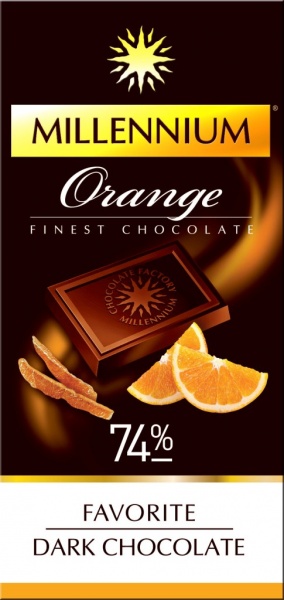 MILLENNIUM®
Orange
FINEST CHOCOLATE
CHOCOLATE FACTORY
MILLENNIUM
74%
FAVORITE
DARK CHOCOLATE